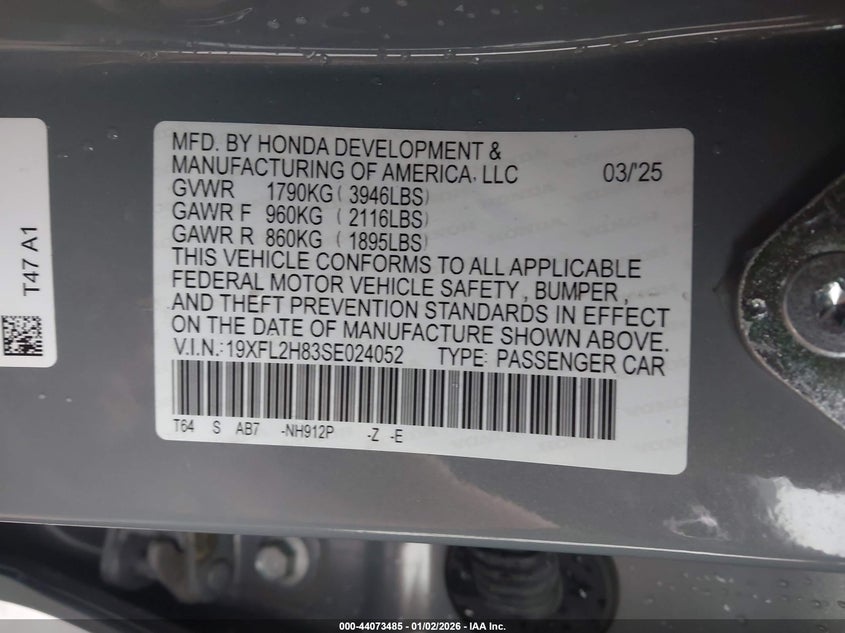 T47 A1
MFD. BY HONDA DEVELOPMENT &
MANUFACTURING OF AMERICA, LLC 03/'25
GVWR 1790KG ( 3946LBS)
GAWR F 960KG ( 2116LBS)
GAWR R 860KG ( 1895LBS)
THIS VEHICLE CONFORMS TO ALL APPLICABLE
FEDERAL MOTOR VEHICLE SAFETY, BUMPER,
AND THEFT PREVENTION STANDARDS IN EFFECT
ON THE DATE OF MANUFACTURE SHOWN ABOVE.
V.I.N.:19XFL2H83SE024052 TYPE: PASSENGER CAR
T64 S AB7 -NH912P -Z -E
000-44073485 - 01/02/2026 - IAA Inc.